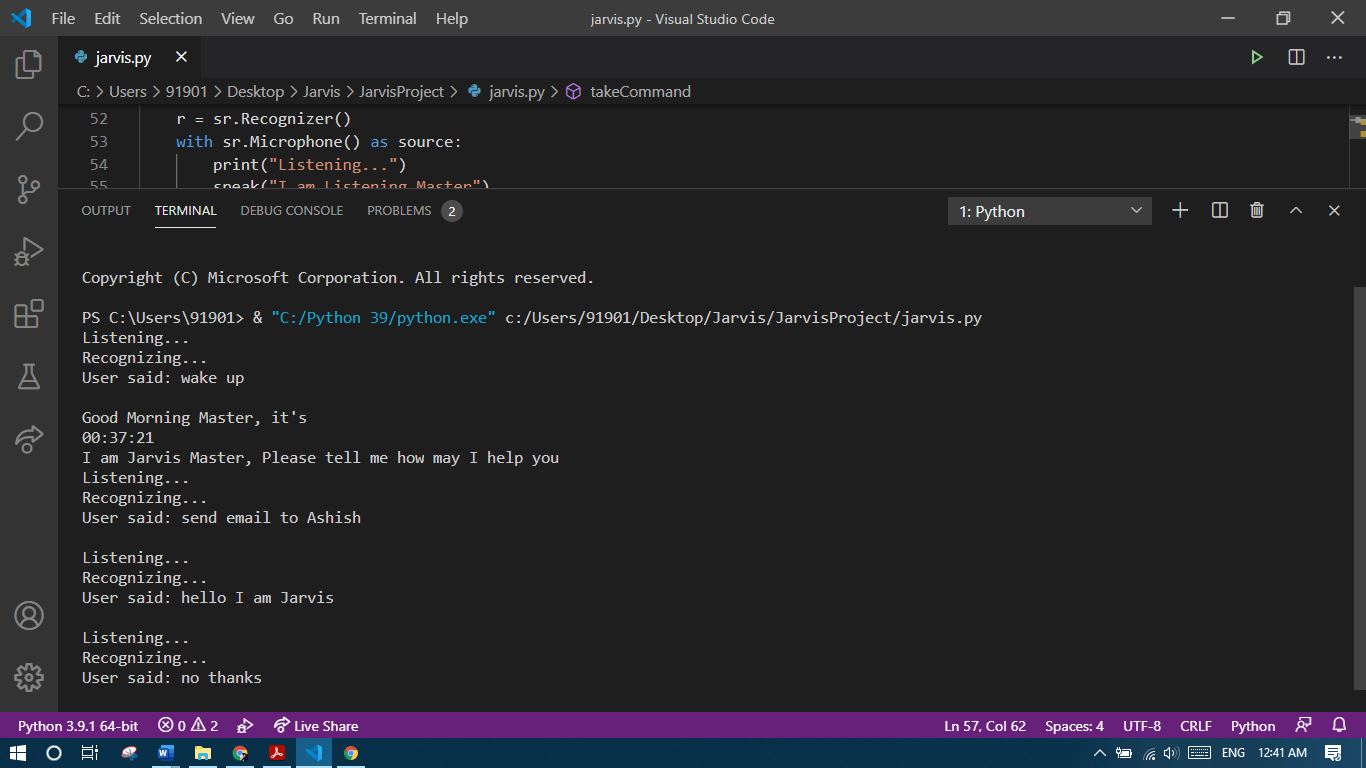 File Edit Selection View Go Run Terminal Help jarvis.py - Visual Studio Code
jarvis.py
C: > Users > 91901 > Desktop > Jarvis > JarvisProject > jarvis.py > takeCommand
52 r = sr.Recognizer()
53 with sr.Microphone() as source:
54 print("Listening...")
55 speak("I am Listening Master")
OUTPUT TERMINAL DEBUG CONSOLE PROBLEMS 2 1: Python
Copyright (C) Microsoft Corporation. All rights reserved.
PS C:\Users\91901> & "C:/Python 39/python.exe" c:/Users/91901/Desktop/Jarvis/JarvisProject/jarvis.py
Listening...
Recognizing...
User said: wake up
Good Morning Master, it's
00:37:21
I am Jarvis Master, Please tell me how may I help you
Listening...
Recognizing...
User said: send email to Ashish
Listening...
Recognizing...
User said: hello I am Jarvis
Listening...
Recognizing...
User said: no thanks
Python 3.9.1 64-bit 0 2 Live Share Ln 57, Col 62 Spaces: 4 UTF-8 CRLF Python
ENG 12:41 AM